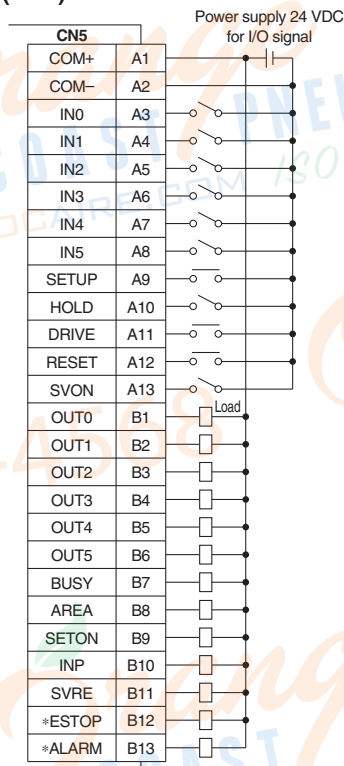 Power supply 24 VDC
for I/O signal
CN5
COM+ A1
COM– A2
IN0 A3
IN1 A4
IN2 A5
IN3 A6
IN4 A7
IN5 A8
SETUP A9
HOLD A10
DRIVE A11
RESET A12
SVON A13
OUT0 B1 Load
OUT1 B2
OUT2 B3
OUT3 B4
OUT4 B5
OUT5 B6
BUSY B7
AREA B8
SETON B9
INP B10
SVRE B11
∗ESTOP B12
∗ALARM B13